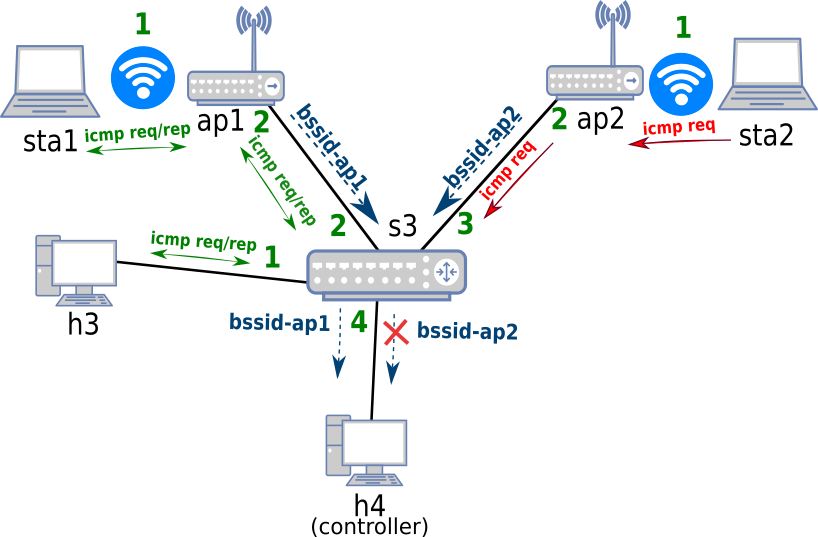 1
1
ap1
2
bssid-ap1
bssid-ap2
2
ap2
sta1
icmp req/rep
icmp req
sta2
icmp req/rep
icmp req
2
s3
3
icmp req/rep
1
h3
bssid-ap1
4
bssid-ap2
h4
(controller)